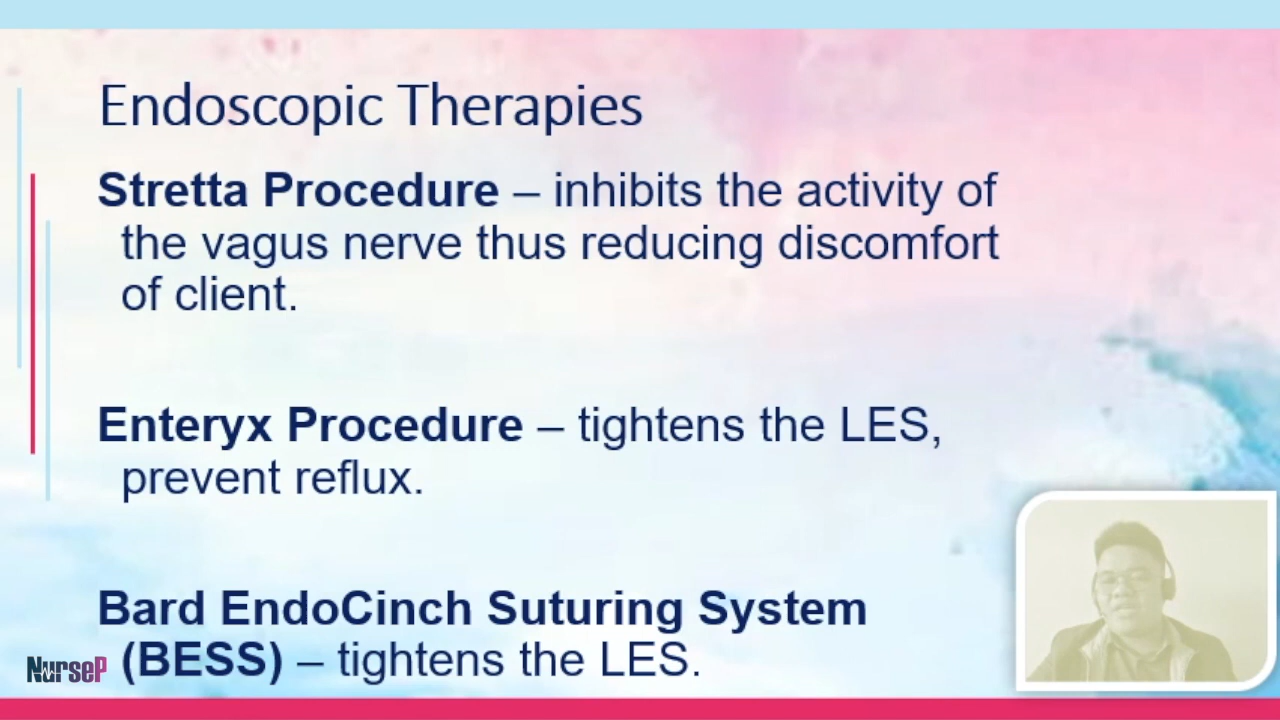 Endoscopic Therapies
Stretta Procedure – inhibits the activity of
the vagus nerve thus reducing discomfort
of client.
Enteryx Procedure – tightens the LES,
prevent reflux.
Bard EndoCinch Suturing System
(BESS) – tightens the LES.
NurseP